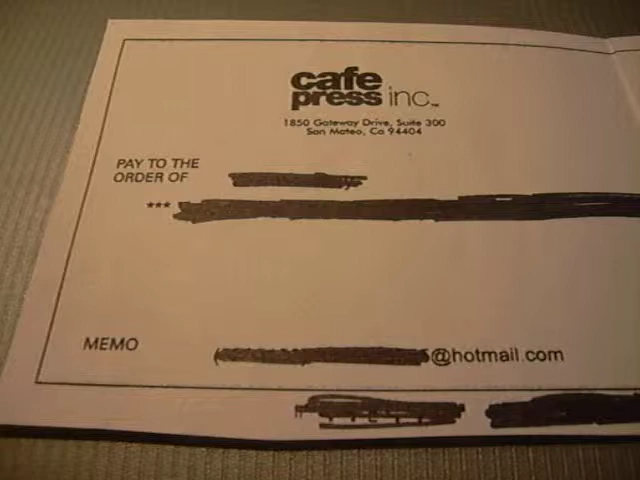 cafe
press inc.™
1850 Gateway Drive, Suite 300
San Mateo, Ca 94404
PAY TO THE
ORDER OF
***
MEMO
@hotmail.com